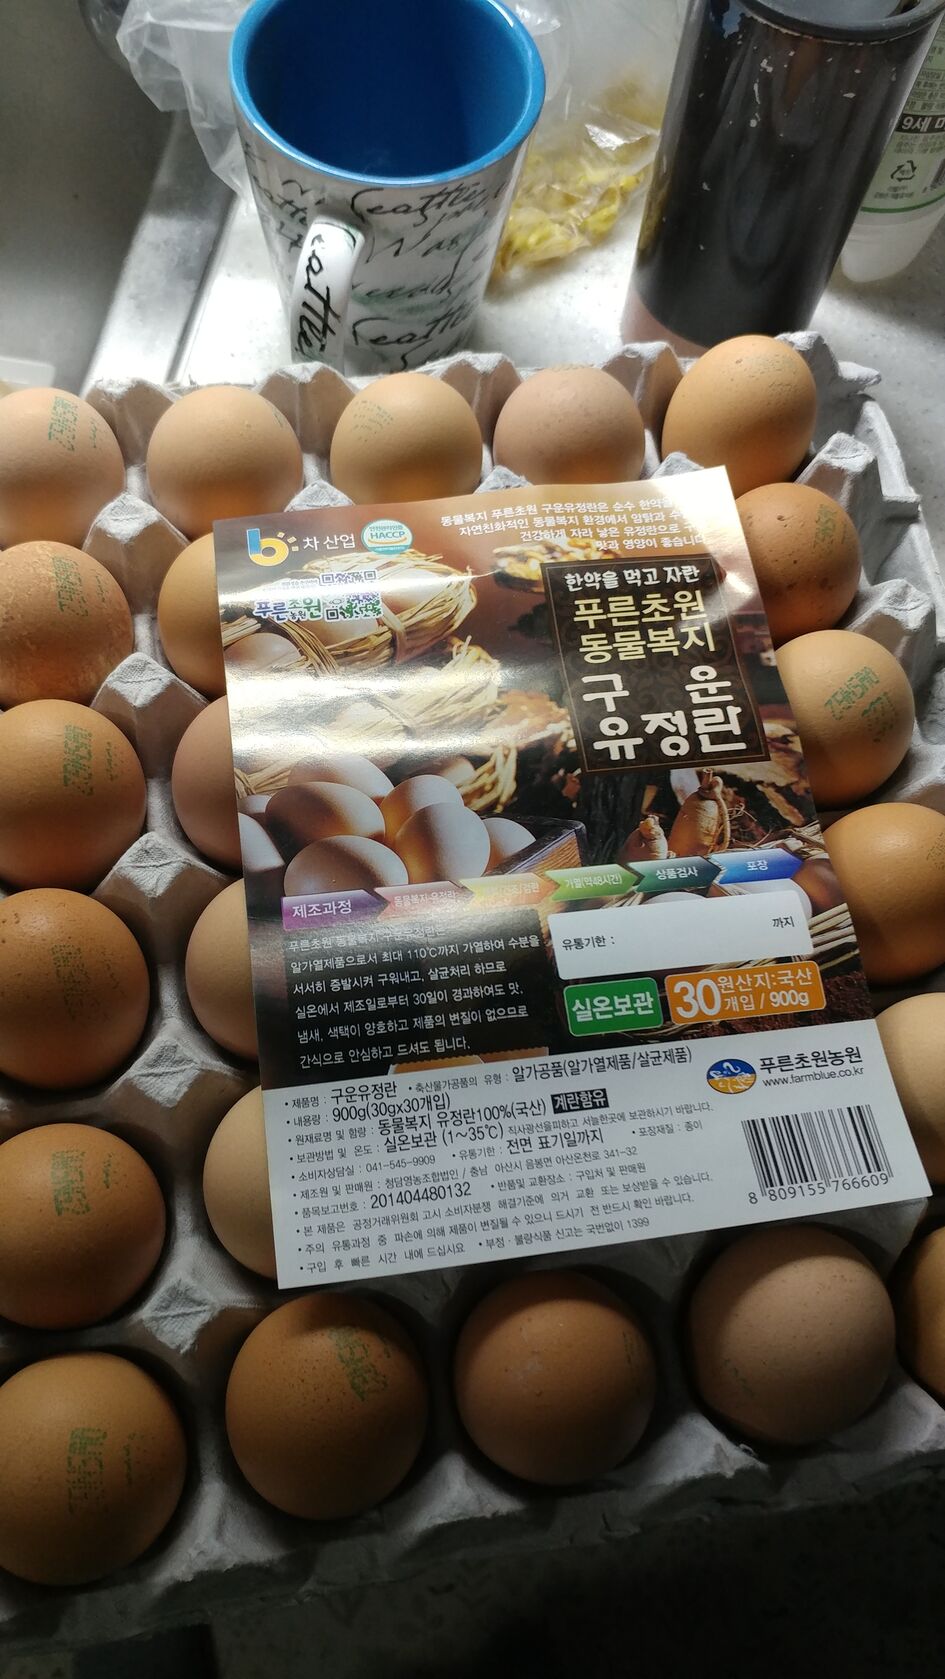 Seattle
9세 미
b 차 산업
HACCP
동물복지 푸른초원 구운유정란은 순수 한약을
자연친화적인 동물복지 환경에서 암탉과 수
건강하게 자라 낳은 유정란으로
맛과 영양이 좋습니다
푸른초원
농원
한약을 먹고 자란
푸른초원
동물복지
구 운
유정란
제조과정
동물복지 유정란
가열(약48시간)
상품검사
포장
푸른초원 동물복지 구운유정란은
알가열제품으로서 최대 110℃까지 가열하여 수분을
서서히 증발시켜 구워내고, 살균처리 하므로
실온에서 제조일로부터 30일이 경과하여도 맛,
냄새, 색택이 양호하고 제품의 변질이 없으므로
간식으로 안심하고 드셔도 됩니다.
유통기한 : 까지
실온보관
30개입 / 900g 원산지:국산
• 제품명 : 구운유정란 • 축산물가공품의 유형 : 알가공품(알가열제품/살균제품)
• 내용량 : 900g(30gx30개입)
• 원재료명 및 함량 : 동물복지 유정란100%(국산) 계란함유
• 보관방법 및 온도 : 실온보관 (1~35℃) 직사광선을피하고 서늘한곳에 보관하시기 바랍니다.
• 소비자상담실 : 041-545-9909 • 유통기한 : 전면 표기일까지 • 포장재질 : 종이
• 제조원 및 판매원 : 청담영농조합법인 / 충남 아산시 음봉면 아산온천로 341-32
• 품목보고번호 : 201404480132 • 반품및교환장소 : 구입처 및 판매원
• 본 제품은 공정거래위원회 고시 소비자분쟁 해결기준에 의거 교환 또는 보상받을 수 있습니다.
• 주의 유통과정 중 파손에 의해 제품이 변질될 수 있으니 드시기 전 반드시 확인 바랍니다.
• 구입 후 빠른 시간 내에 드십시요 • 부정·불량식품 신고는 국번없이 1399
푸른초원농원
www.farmblue.co.kr
8 809155 766609